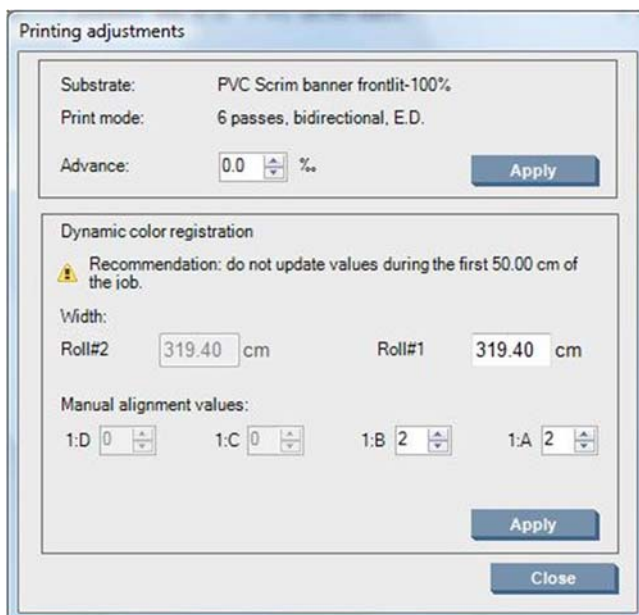 Printing adjustments
Substrate: PVC Scrim banner frontlit-100%
Print mode: 6 passes, bidirectional, E.D.
Advance: 0.0 ‰ Apply
Dynamic color registration
Recommendation: do not update values during the first 50.00 cm of
the job.
Width:
Roll#2 319.40 cm Roll#1 319.40 cm
Manual alignment values:
1:D 0 1:C 0 1:B 2 1:A 2
Apply
Close